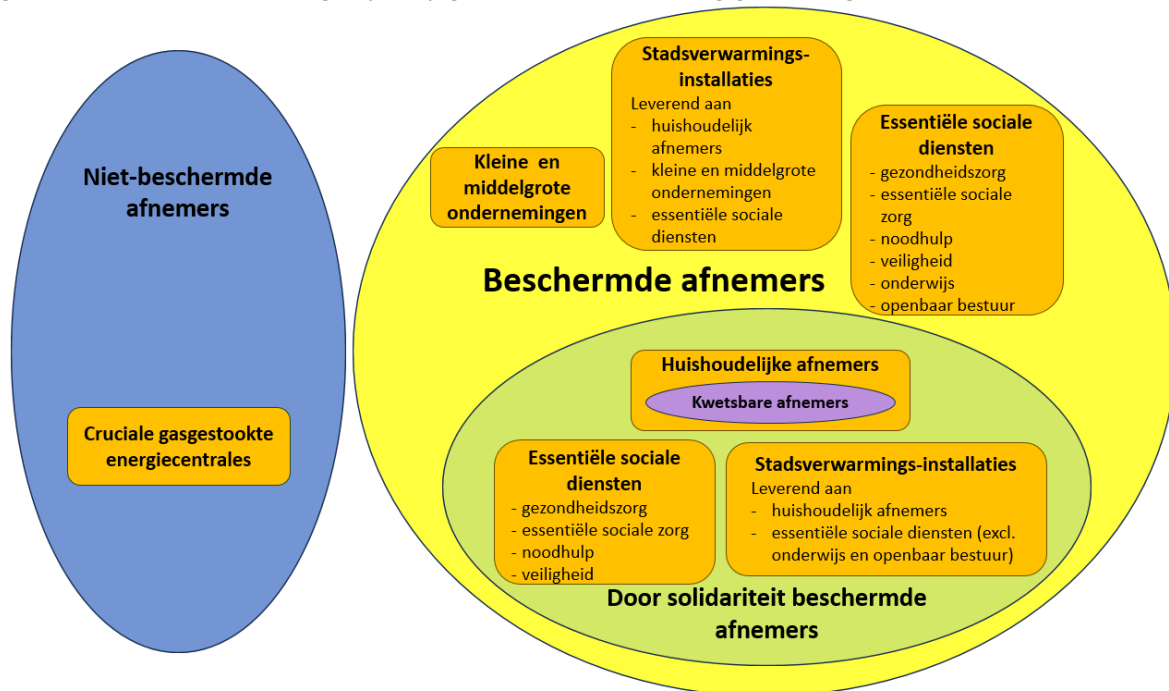 Niet-beschermde
afnemers
Cruciale gasgestookte
energiecentrales
Stadsverwarmings-
installaties
Leverend aan
- huishoudelijk
afnemers
- kleine en middelgrote
ondernemingen
- essentiële sociale
diensten
Kleine en
middelgrote
ondernemingen
Essentiële sociale
diensten
- gezondheidszorg
- essentiële sociale
zorg
- noodhulp
- veiligheid
- onderwijs
- openbaar bestuur
Beschermde afnemers
Huishoudelijke afnemers
Kwetsbare afnemers
Essentiële sociale
diensten
- gezondheidszorg
- essentiële sociale zorg
- noodhulp
- veiligheid
Stadsverwarmings-installaties
Leverend aan
- huishoudelijk afnemers
- essentiële sociale diensten (excl.
onderwijs en openbaar bestuur)
Door solidariteit beschermde
afnemers